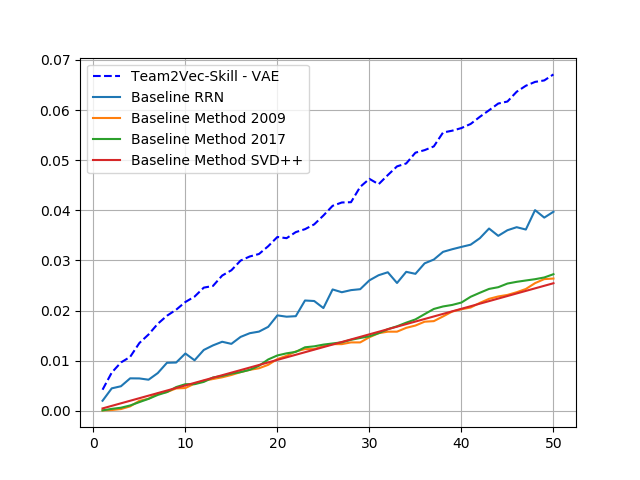 0.07
0.06
0.05
0.04
0.03
0.02
0.01
0.00
Team2Vec-Skill - VAE
Baseline RRN
Baseline Method 2009
Baseline Method 2017
Baseline Method SVD++
0 10 20 30 40 50